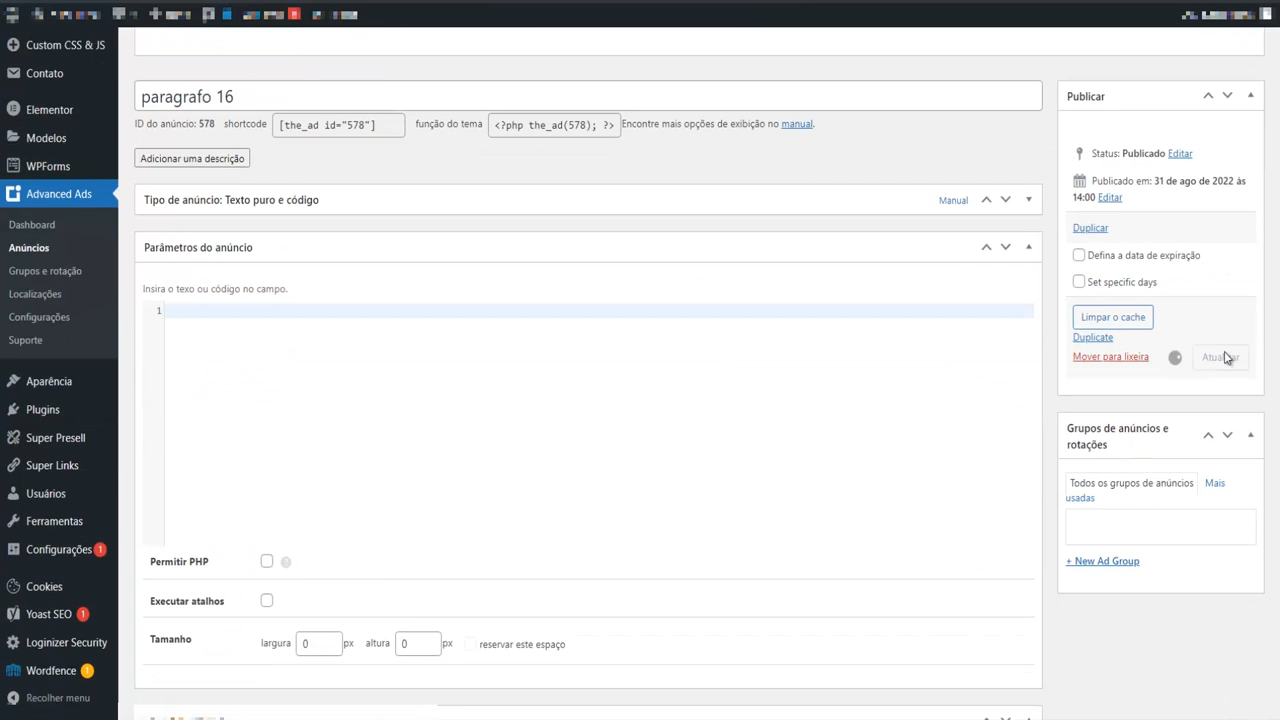 Custom CSS & JS
Contato
Elementor
Modelos
WPForms
Advanced Ads
Dashboard
Anúncios
Grupos e rotação
Localizações
Configurações
Suporte
Aparência
Plugins
Super Presell
Super Links
Usuários
Ferramentas
Configurações 1
Cookies
Yoast SEO 1
Loginizer Security
Wordfence
Recolher menu
paragrafo 16
ID do anúncio: 578 shortcode [the_ad id="578"] função do tema <?php the_ad(578); ?> Encontre mais opções de exibição no manual.
Adicionar uma descrição
Tipo de anúncio: Texto puro e código Manual
Parâmetros do anúncio
Insira o texo ou código no campo.
1
Permitir PHP
Executar atalhos
Tamanho largura 0 px altura 0 px reservar este espaço
Publicar
Status: Publicado Editar
Publicado em: 31 de ago de 2022 às
14:00 Editar
Duplicar
Defina a data de expiração
Set specific days
Limpar o cache
Duplicate
Mover para lixeira
Grupos de anúncios e
rotações
Todos os grupos de anúncios Mais
usadas
+ New Ad Group